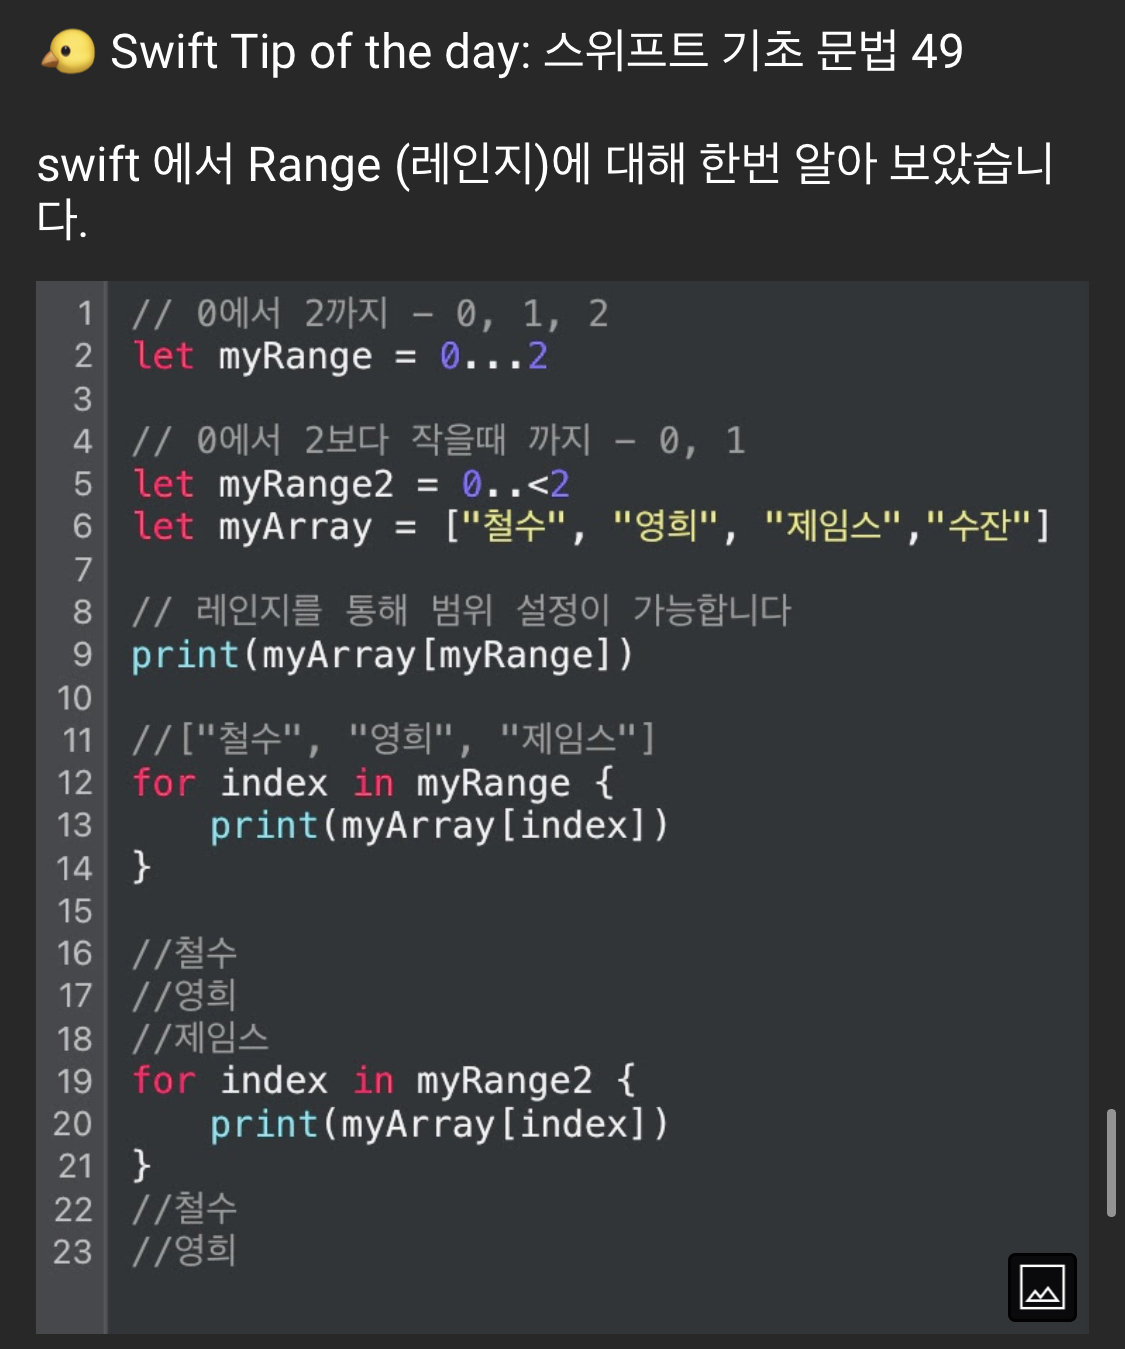 🐤 Swift Tip of the day: 스위프트 기초 문법 49
swift 에서 Range (레인지)에 대해 한번 알아 보았습니
다.
1 // 0에서 2까지 – 0, 1, 2
2 let myRange = 0...2
3
4 // 0에서 2보다 작을때 까지 – 0, 1
5 let myRange2 = 0..<2
6 let myArray = ["철수", "영희", "제임스","수잔"]
7
8 // 레인지를 통해 범위 설정이 가능합니다
9 print(myArray[myRange])
10
11 //["철수", "영희", "제임스"]
12 for index in myRange {
13     print(myArray[index])
14 }
15
16 //철수
17 //영희
18 //제임스
19 for index in myRange2 {
20     print(myArray[index])
21 }
22 //철수
23 //영희